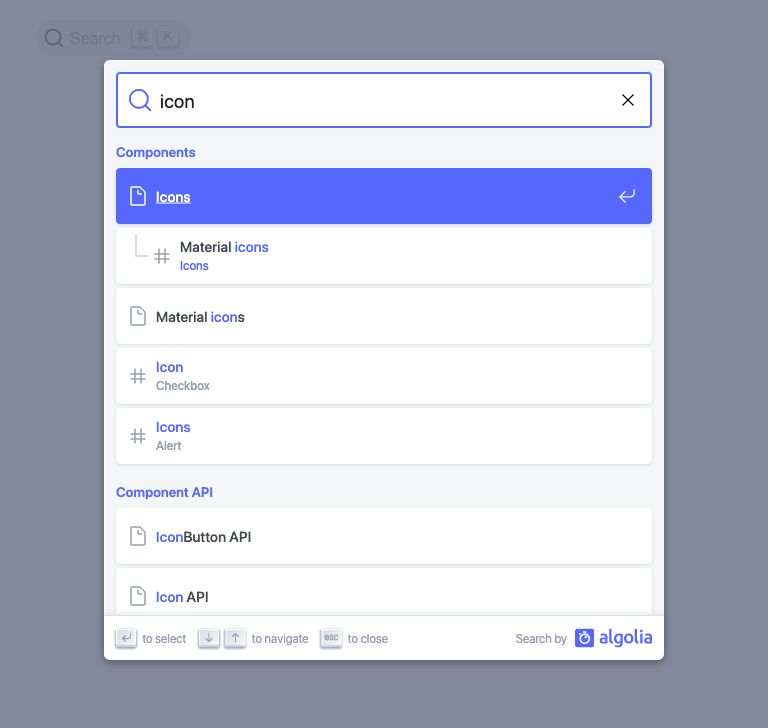 Search ⌘ K
icon
Components
Icons
Material icons
Icons
Material icons
Icon
Checkbox
Icons
Alert
Component API
IconButton API
Icon API
to select
to navigate
esc to close
Search by algolia